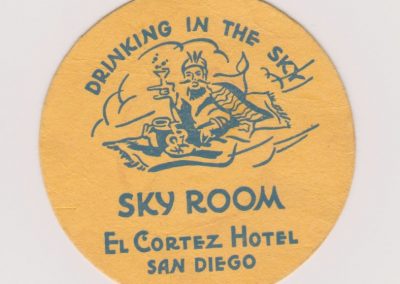 DRINKING IN THE SKY
SKY ROOM
EL CORTEZ HOTEL
SAN DIEGO